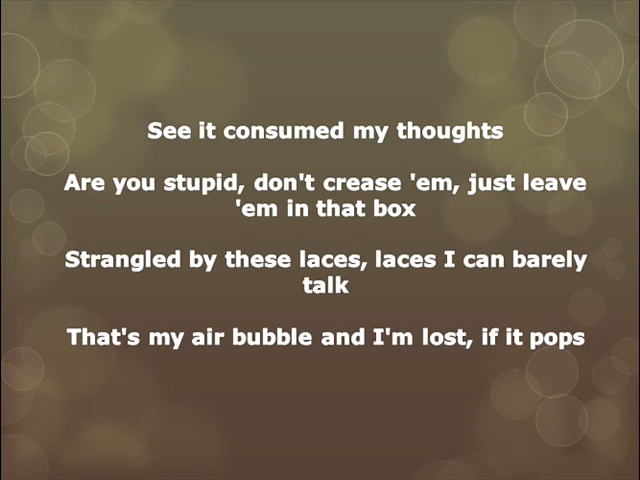 See it consumed my thoughts
Are you stupid, don't crease 'em, just leave
'em in that box
Strangled by these laces, laces I can barely
talk
That's my air bubble and I'm lost, if it pops